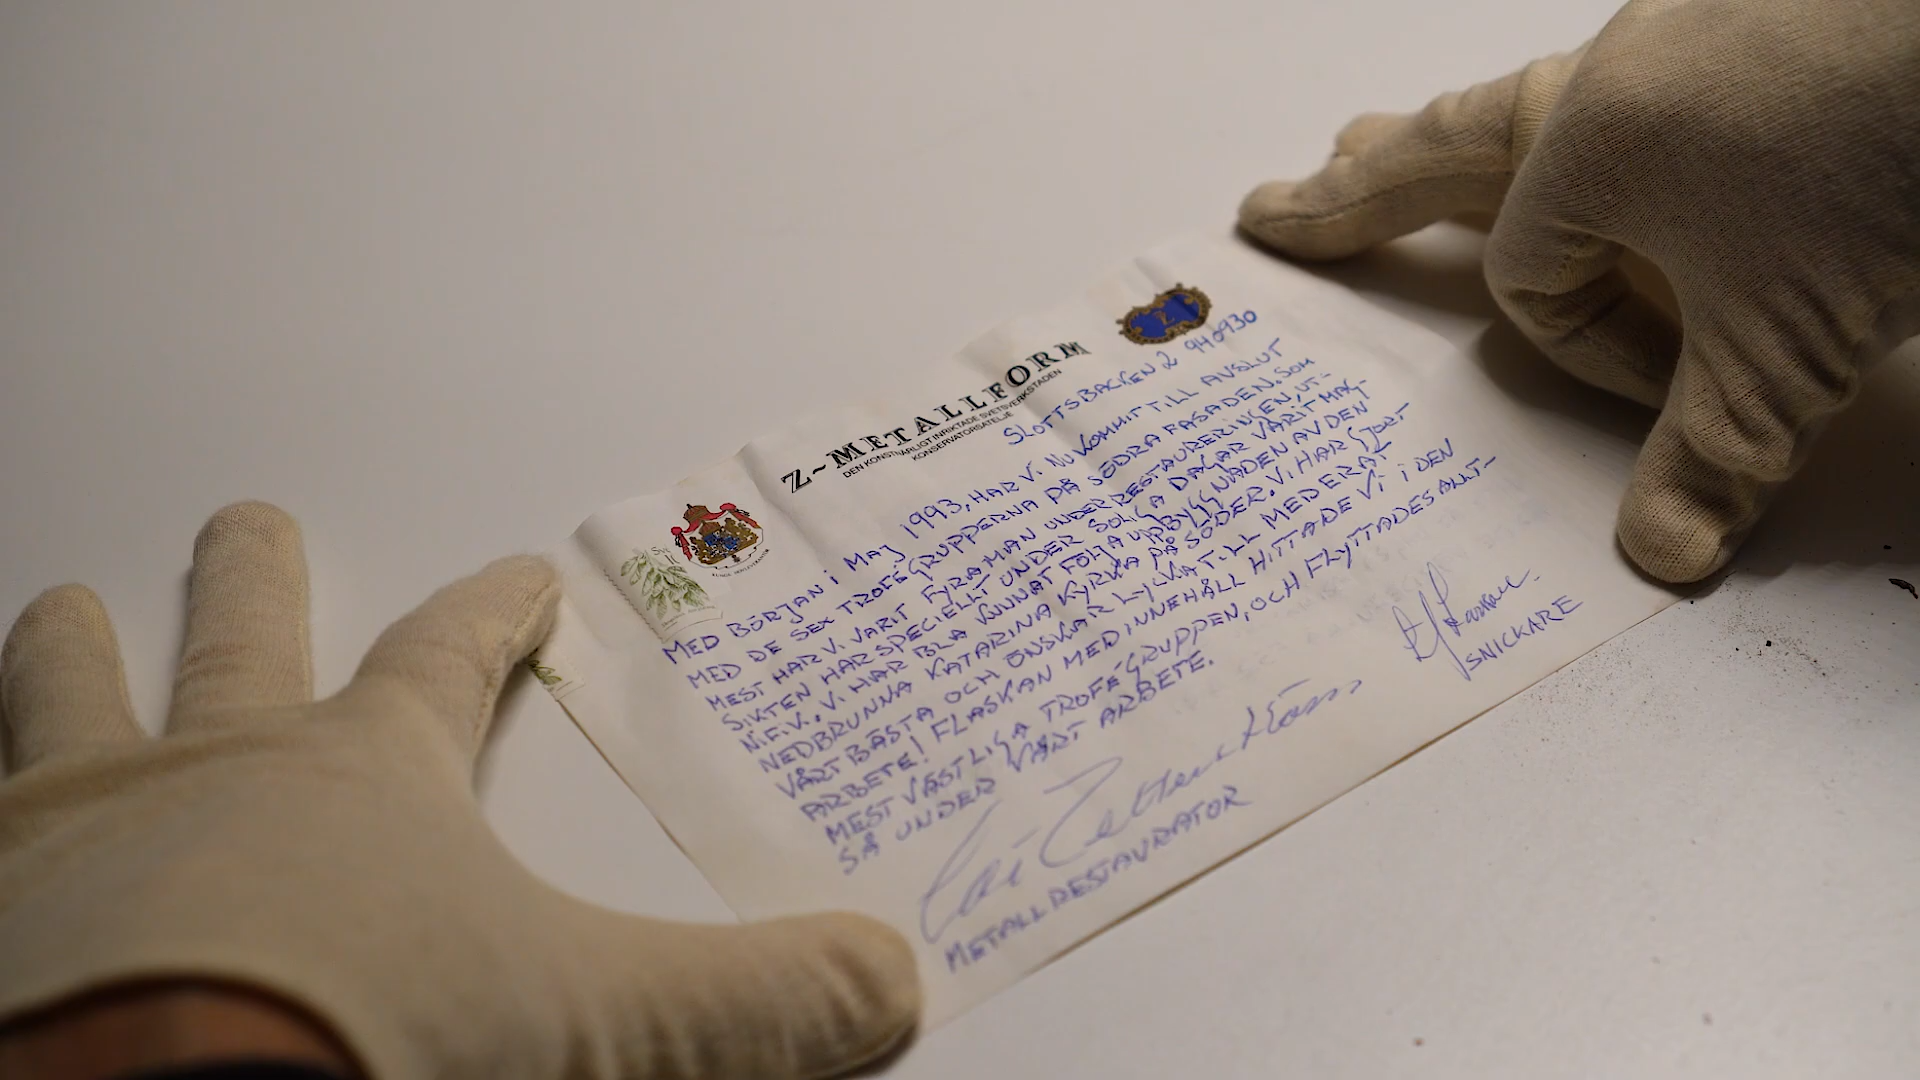 Z~METALLFORM
DEN KONSTNÄRLIGT INRIKTADE SVETSVERKSTADEN
KONSERVATORSATELJE
SLOTTSBACKEN 2 940930
MED BÖRJAN I MAJ 1993, HAR VI NU KOMMIT TILL AVSLUT
MED DE SEX TROFÉGRUPPERNA PÅ SÖDRA FASADEN. SOM
MEST HAR VI VARIT FYRA MAN UNDER RESTAURERINGEN, UT-
SIKTEN HAR SPECIELLT UNDER SOLIGA DAGAR VARIT MAG-
NIFIK. VI HAR BLA KUNNAT FÖLJA UPPBYGGNADEN AV DEN
NEDBRUNNA KATARINA KYRKA PÅ SÖDER. VI HAR GJORT
VÅRT BÄSTA OCH ÖNSKAR LYCKA TILL MED ERAT
ARBETE! FLASKAN MED INNEHÅLL HITTADE VI I DEN
MEST VÄSTLIGA TROFÉGRUPPEN, OCH FLYTTADES ALLT-
SÅ UNDER VÅRT ARBETE.
SNICKARE
METALLRESTAURATOR